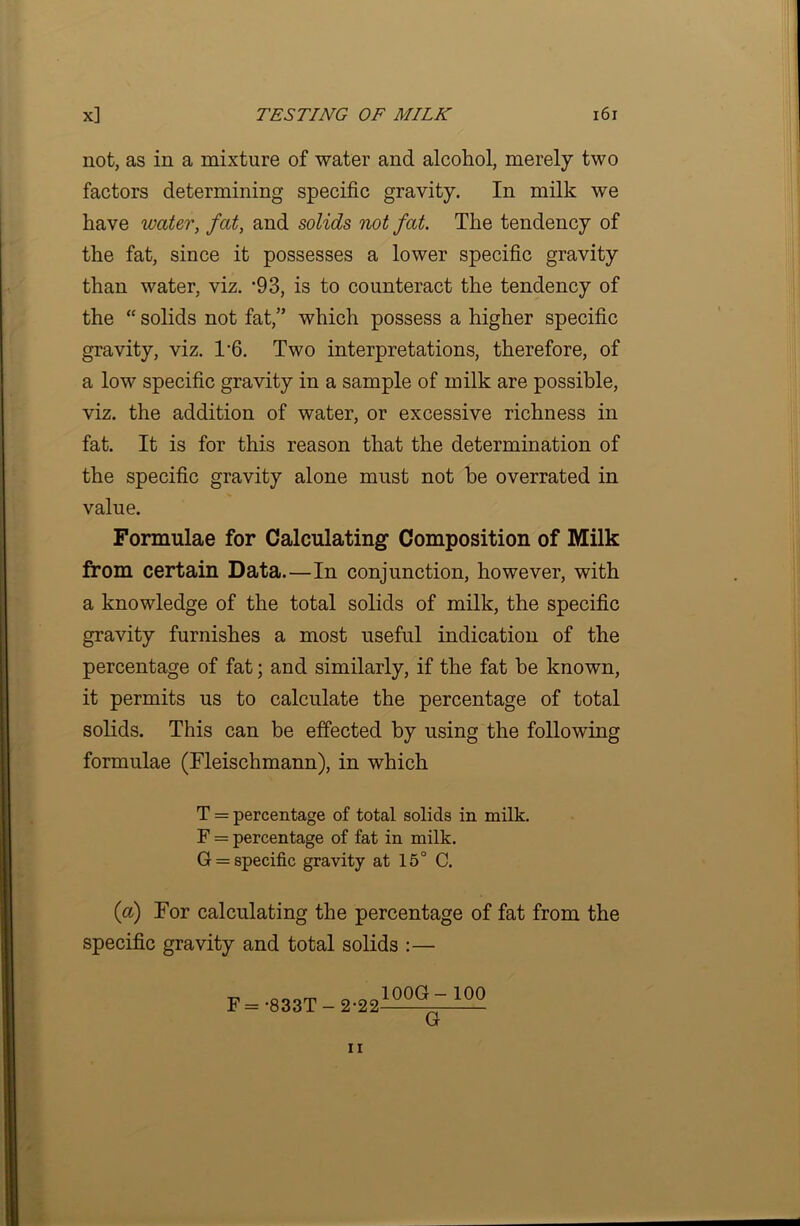 x] TESTING OF MILK 161
not, as in a mixture of water and alcohol, merely two
factors determining specific gravity. In milk we
have water, fat, and solids not fat. The tendency of
the fat, since it possesses a lower specific gravity
than water, viz. ·93, is to counteract the tendency of
the “ solids not fat,” which possess a higher specific
gravity, viz. 1·6. Two interpretations, therefore, of
a low specific gravity in a sample of milk are possible,
viz. the addition of water, or excessive richness in
fat. It is for this reason that the determination of
the specific gravity alone must not be overrated in
value.
Formulae for Calculating Composition of Milk
from certain Data.—In conjunction, however, with
a knowledge of the total solids of milk, the specific
gravity furnishes a most useful indication of the
percentage of fat; and similarly, if the fat be known,
it permits us to calculate the percentage of total
solids. This can be effected by using the following
formulae (Fleischmann), in which
T = percentage of total solids in milk.
F = percentage of fat in milk.
G = specific gravity at 15° C.
(a) For calculating the percentage of fat from the
specific gravity and total solids :—
F = ·833T - 2·22 100G - 100
G
11